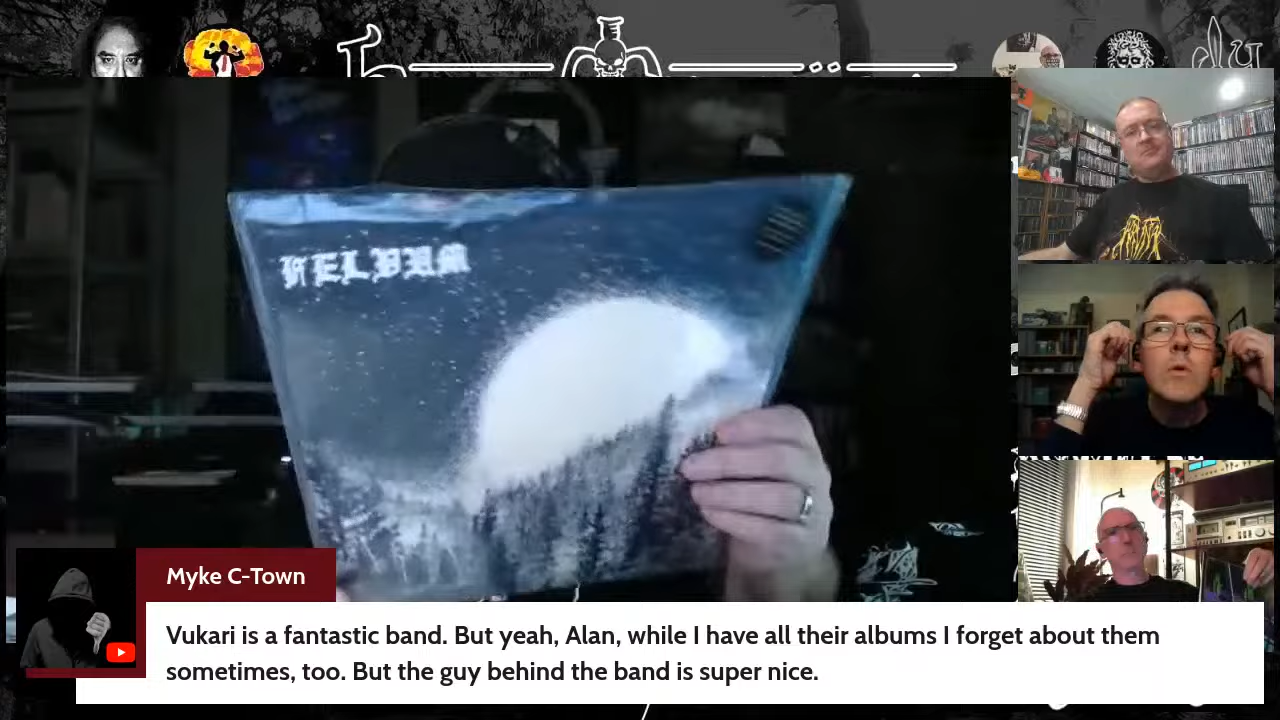 HELVUM
Myke C-Town
Vukari is a fantastic band. But yeah, Alan, while I have all their albums I forget about them
sometimes, too. But the guy behind the band is super nice.